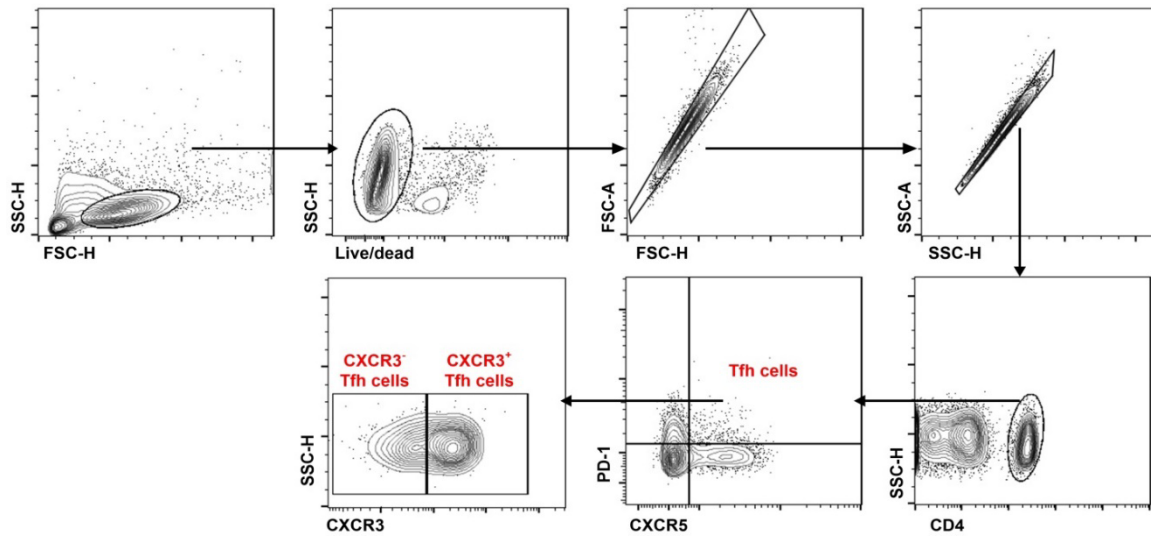 SSC-H
FSC-H
SSC-H
Live/dead
FSC-A
FSC-H
SSC-A
SSC-H
CXCR3⁻
Tfh cells
CXCR3⁺
Tfh cells
SSC-H
CXCR3
Tfh cells
PD-1
CXCR5
SSC-H
CD4